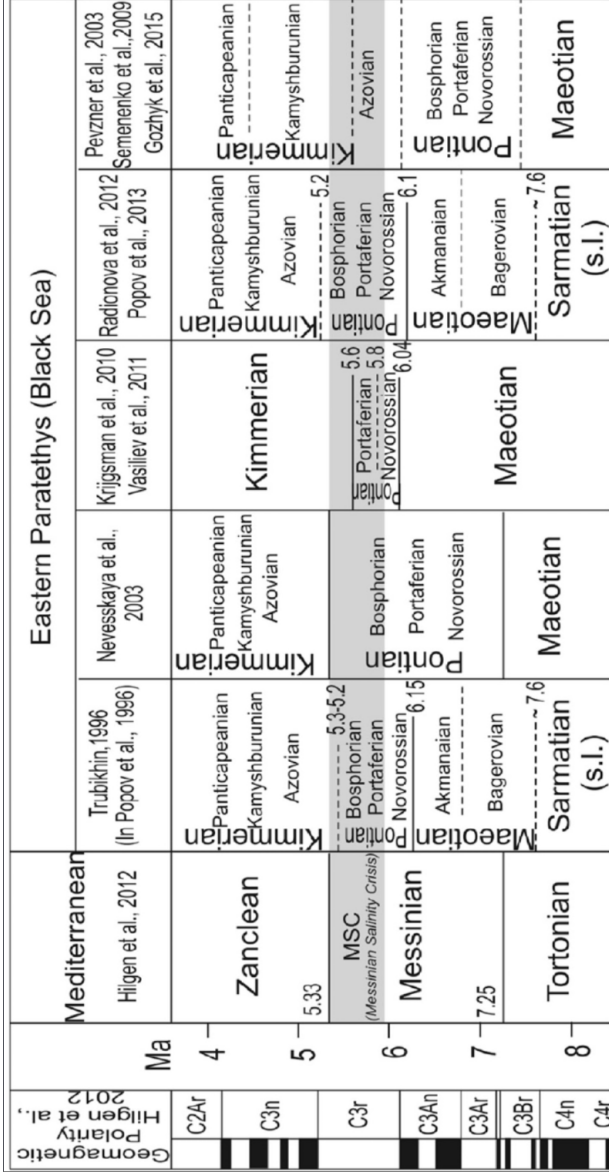 Geomagnetic
Polarity
Hilgen et al.,
2012
Ma
Mediterranean
Eastern Paratethys (Black Sea)
Hilgen et al., 2012
Trubikhin,1996
(In Popov et al., 1996)
Nevesskaya et al.,
2003
Krijgsman et al., 2010
Vasiliev et al., 2011
Radionova et al., 2012
Popov et al., 2013
Pevzner et al., 2003
Semenenko et al.,2009
Gozhyk et al., 2015
C2Ar
C3n
C3r
C3An
C3Ar
C3Br
C4n
C4r
4
5
6
7
8
Zanclean
5.33
MSC
(Messinian Salinity Crisis)
Messinian
7.25
Tortonian
Kimmerian
Panticapeanian
Kamyshburunian
Azovian
5.3-5.2
Pontian
Bosphorian
Portaferian
Novorossian
6.15
Maeotian
Akmanaian
Bagerovian
~7.6
Sarmatian
(s.l.)
Kimmerian
Panticapeanian
Kamyshburunian
Azovian
Pontian
Bosphorian
Portaferian
Novorossian
Maeotian
Kimmerian
5.6
Pontian
Portaferian
5.8
Novorossian
6.04
Maeotian
Kimmerian
Panticapeanian
Kamyshburunian
Azovian
5.2
Pontian
Bosphorian
Portaferian
Novorossian
6.1
Maeotian
Akmanaian
Bagerovian
~7.6
Sarmatian
(s.l.)
Kimmerian
Panticapeanian
Kamyshburunian
Azovian
Pontian
Bosphorian
Portaferian
Novorossian
Maeotian